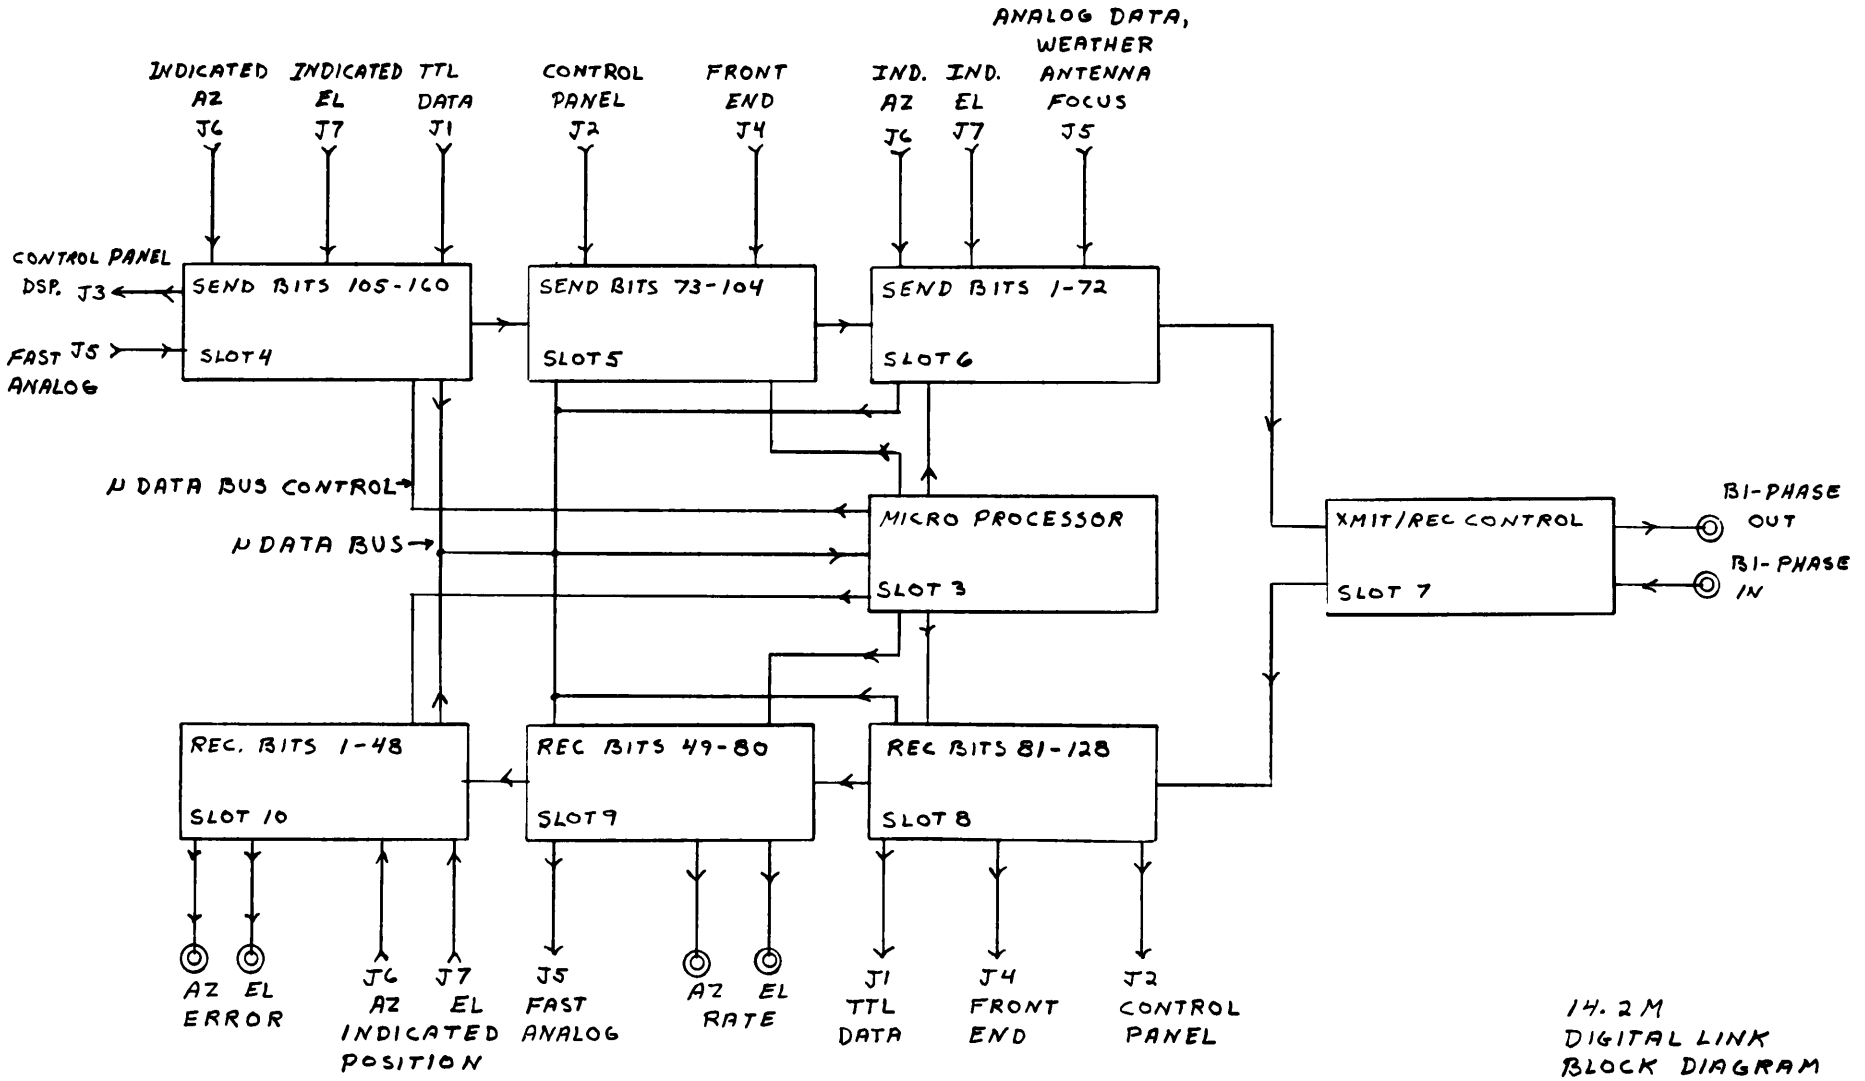 ANALOG DATA,
WEATHER
ANTENNA
FOCUS
J5
INDICATED
AZ
J6
INDICATED
EL
J7
TTL
DATA
J1
CONTROL
PANEL
J2
FRONT
END
J4
IND.
AZ
J6
IND.
EL
J7
CONTROL PANEL
DSP. J3
FAST J5
ANALOG
SEND BITS 105-160
SLOT 4
SEND BITS 73-104
SLOT 5
SEND BITS 1-72
SLOT 6
μ DATA BUS CONTROL
μ DATA BUS
MICRO PROCESSOR
SLOT 3
XMIT/REC CONTROL
SLOT 7
BI-PHASE
OUT
BI-PHASE
IN
REC. BITS 1-48
SLOT 10
REC BITS 49-80
SLOT 9
REC BITS 81-128
SLOT 8
AZ EL
ERROR
J6 J7
AZ EL
INDICATED
POSITION
J5
FAST
ANALOG
AZ EL
RATE
J1
TTL
DATA
J4
FRONT
END
J2
CONTROL
PANEL
14.2M
DIGITAL LINK
BLOCK DIAGRAM